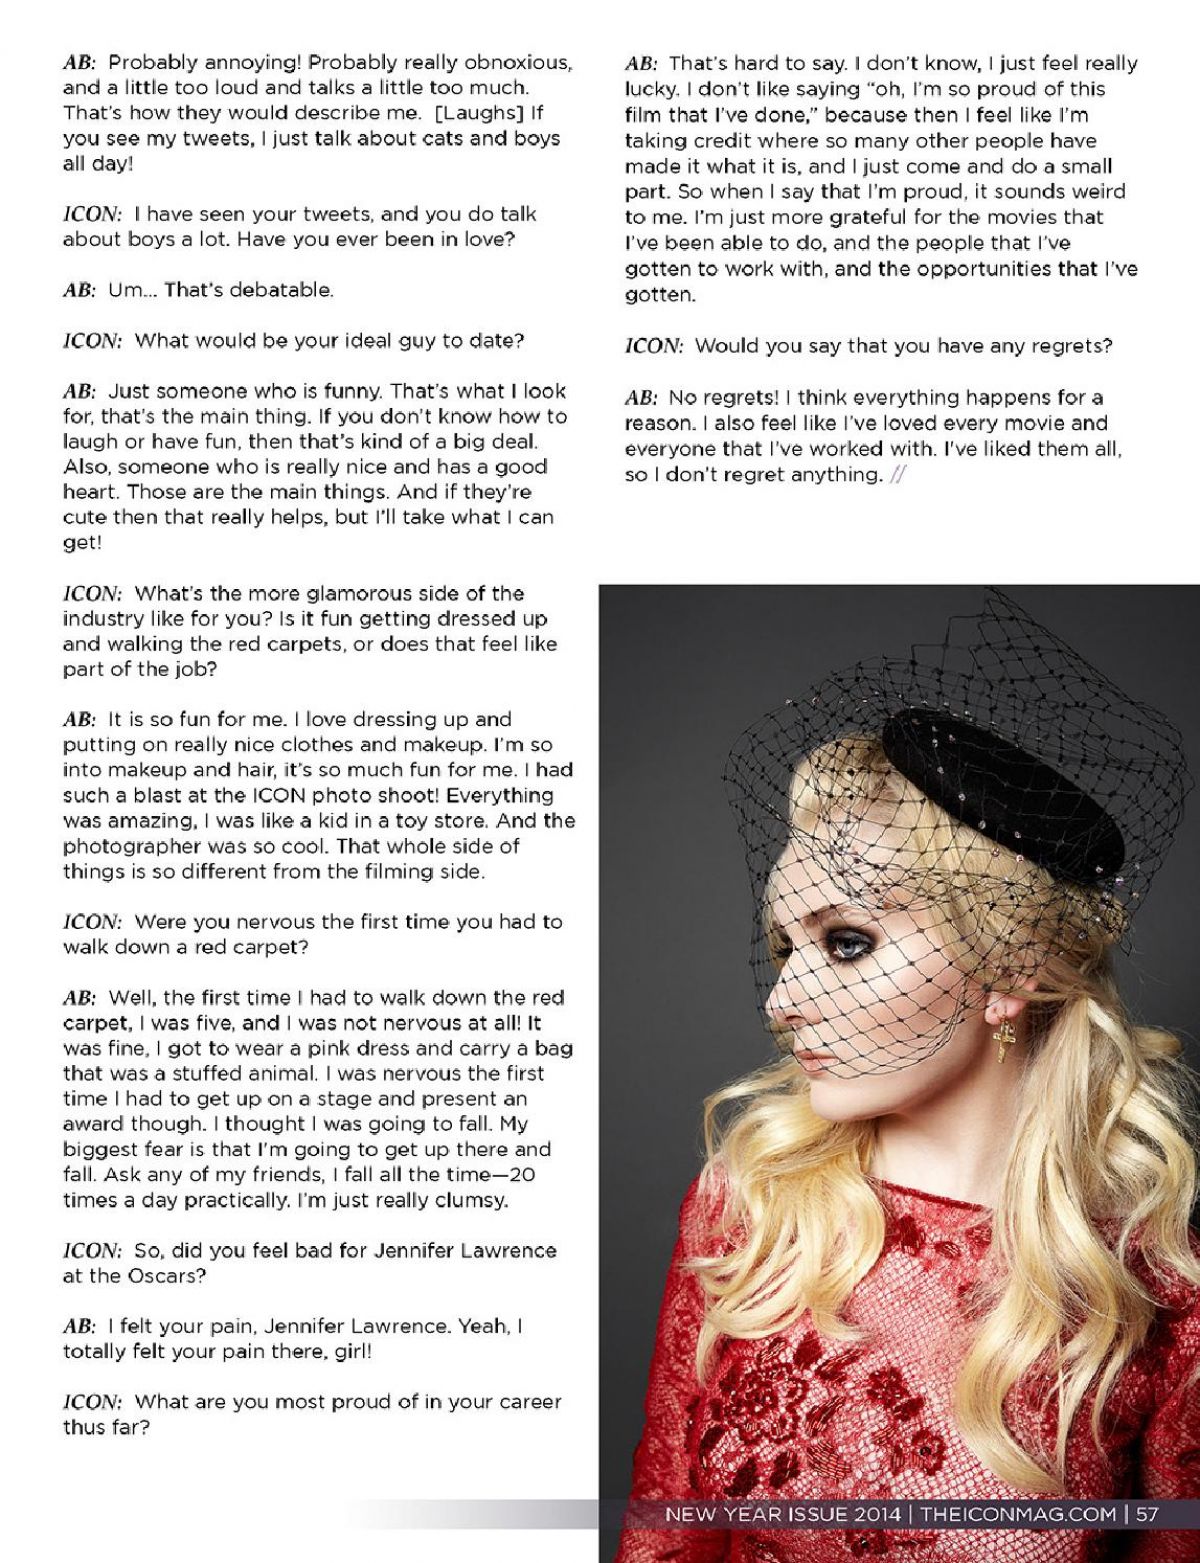 AB: Probably annoying! Probably really obnoxious,
and a little too loud and talks a little too much.
That's how they would describe me. [Laughs] If
you see my tweets, I just talk about cats and boys
all day!
ICON: I have seen your tweets, and you do talk
about boys a lot. Have you ever been in love?
AB: Um... That's debatable.
ICON: What would be your ideal guy to date?
AB: Just someone who is funny. That's what I look
for, that's the main thing. If you don't know how to
laugh or have fun, then that's kind of a big deal.
Also, someone who is really nice and has a good
heart. Those are the main things. And if they're
cute then that really helps, but I'll take what I can
get!
ICON: What's the more glamorous side of the
industry like for you? Is it fun getting dressed up
and walking the red carpets, or does that feel like
part of the job?
AB: It is so fun for me. I love dressing up and
putting on really nice clothes and makeup. I'm so
into makeup and hair, it's so much fun for me. I had
such a blast at the ICON photo shoot! Everything
was amazing, I was like a kid in a toy store. And the
photographer was so cool. That whole side of
things is so different from the filming side.
ICON: Were you nervous the first time you had to
walk down a red carpet?
AB: Well, the first time I had to walk down the red
carpet, I was five, and I was not nervous at all! It
was fine, I got to wear a pink dress and carry a bag
that was a stuffed animal. I was nervous the first
time I had to get up on a stage and present an
award though. I thought I was going to fall. My
biggest fear is that I'm going to get up there and
fall. Ask any of my friends, I fall all the time—20
times a day practically. I'm just really clumsy.
ICON: So, did you feel bad for Jennifer Lawrence
at the Oscars?
AB: I felt your pain, Jennifer Lawrence. Yeah, I
totally felt your pain there, girl!
ICON: What are you most proud of in your career
thus far?
AB: That's hard to say. I don't know, I just feel really
lucky. I don't like saying “oh, I'm so proud of this
film that I've done,” because then I feel like I'm
taking credit where so many other people have
made it what it is, and I just come and do a small
part. So when I say that I'm proud, it sounds weird
to me. I'm just more grateful for the movies that
I've been able to do, and the people that I've
gotten to work with, and the opportunities that I've
gotten.
ICON: Would you say that you have any regrets?
AB: No regrets! I think everything happens for a
reason. I also feel like I've loved every movie and
everyone that I've worked with. I've liked them all,
so I don't regret anything. //
NEW YEAR ISSUE 2014 | THEICONMAG.COM | 57